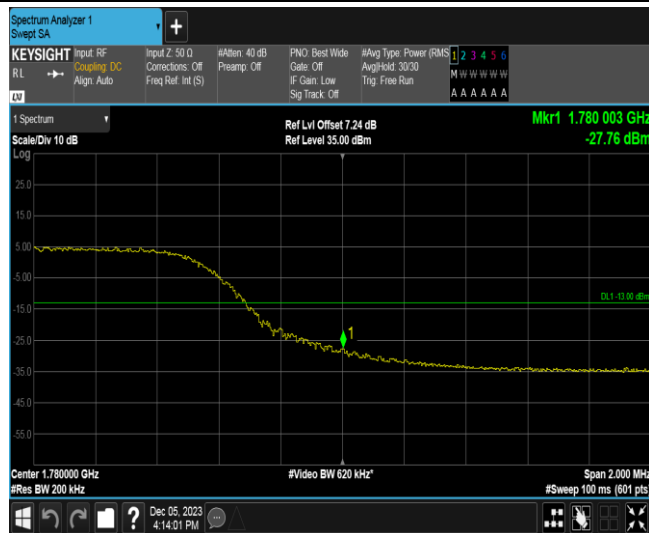 Spectrum Analyzer 1
Swept SA
+
KEYSIGHT Input: RF Input Z: 50 Ω #Atten: 40 dB PNO: Best Wide #Avg Type: Power (RMS 1 2 3 4 5 6
RL Coupling: DC Corrections: Off Preamp: Off Gate: Off Avg|Hold: 30/30 M W W W W W
Align: Auto Freq Ref: Int (S) IF Gain: Low Trig: Free Run
Sig Track: Off A A A A A A
1 Spectrum
Ref Lvl Offset 7.24 dB Mkr1 1.780 003 GHz
Scale/Div 10 dB Ref Level 35.00 dBm -27.76 dBm
Log
25.0
15.0
5.00
-5.00
DL1 -13.00 dBm
-15.0
1
-25.0
-35.0
-45.0
-55.0
Center 1.780000 GHz #Video BW 620 kHz* Span 2.000 MHz
#Res BW 200 kHz #Sweep 100 ms (601 pts)
? Dec 05, 2023
4:14:01 PM